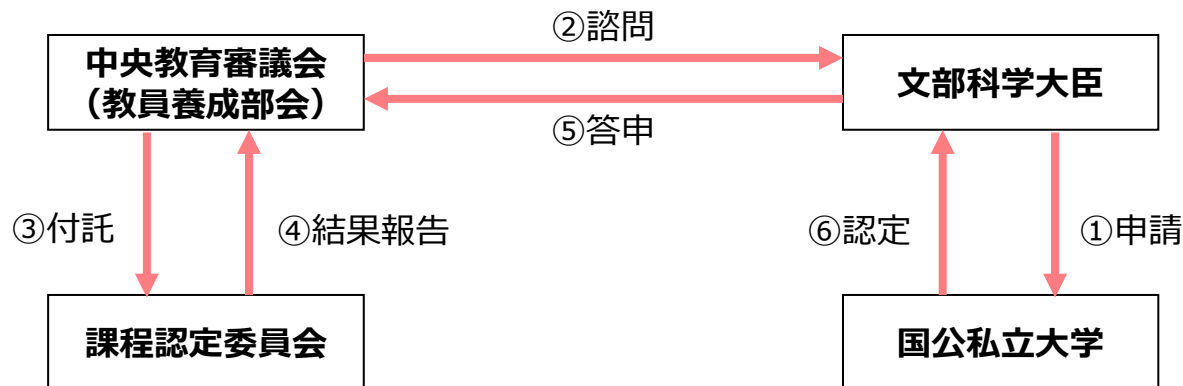 ②諮問
中央教育審議会
（教員養成部会）
文部科学大臣
⑤答申
③付託
④結果報告
⑥認定
①申請
課程認定委員会
国公私立大学